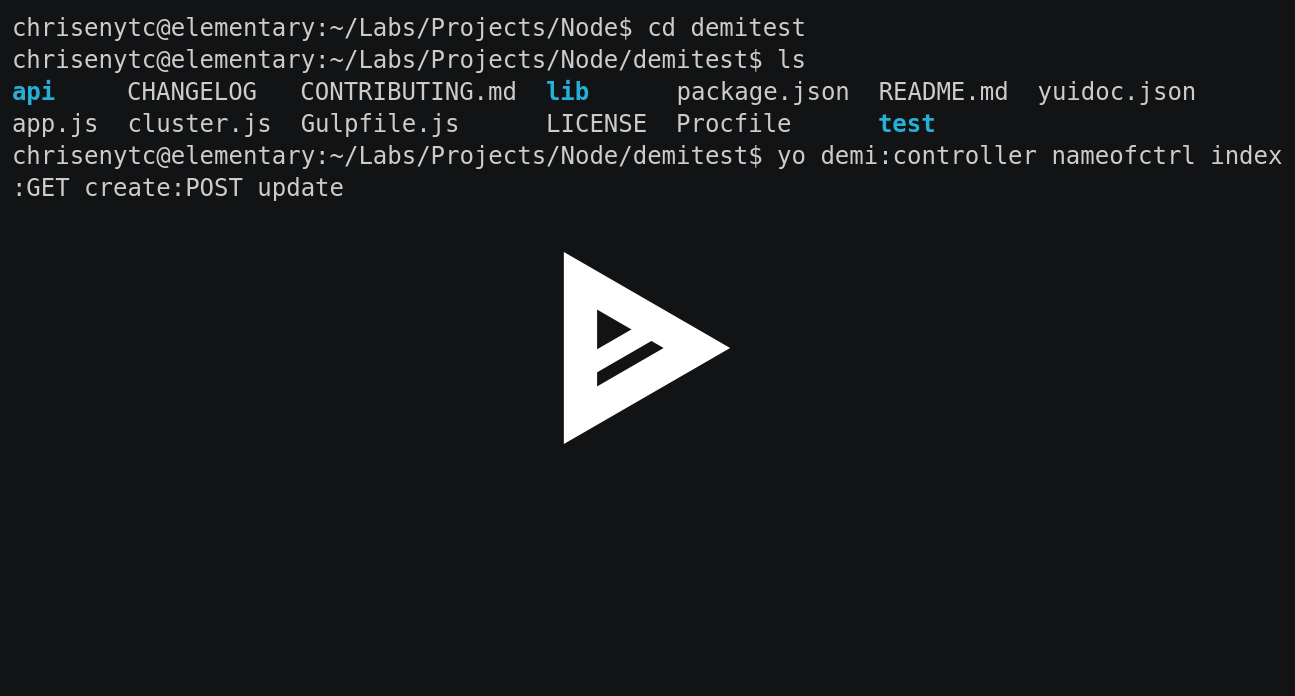 chrisenytc@elementary:~/Labs/Projects/Node$ cd demitest
chrisenytc@elementary:~/Labs/Projects/Node/demitest$ ls
api     CHANGELOG   CONTRIBUTING.md  lib      package.json  README.md  yuidoc.json
app.js  cluster.js  Gulpfile.js      LICENSE  Procfile      test
chrisenytc@elementary:~/Labs/Projects/Node/demitest$ yo demi:controller nameofctrl index
:GET create:POST update